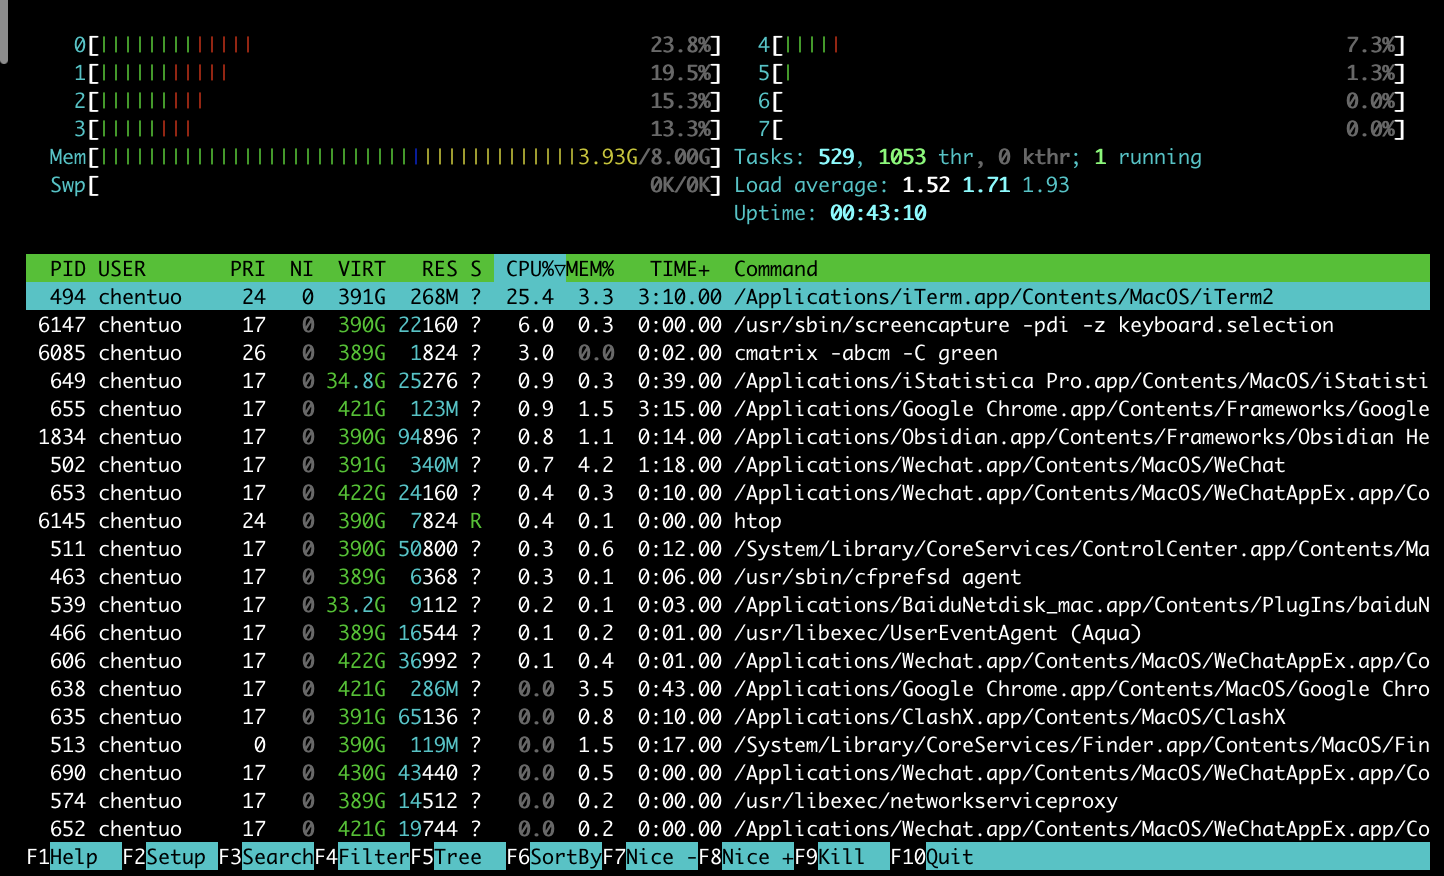 0[|||||||||||||                                 23.8%]   4[|||||                                               7.3%]
1[|||||||||||                                   19.5%]   5[|                                                   1.3%]
2[|||||||||                                     15.3%]   6[                                                    0.0%]
3[||||||||                                      13.3%]   7[                                                    0.0%]
Mem[||||||||||||||||||||||||||||||||||||||||3.93G/8.00G] Tasks: 529, 1053 thr, 0 kthr; 1 running
Swp[                                              0K/0K] Load average: 1.52 1.71 1.93
Uptime: 00:43:10
PID USER PRI NI VIRT RES S CPU%▽MEM% TIME+ Command
494 chentuo 24 0 391G 268M ? 25.4 3.3 3:10.00 /Applications/iTerm.app/Contents/MacOS/iTerm2
6147 chentuo 17 0 390G 22160 ? 6.0 0.3 0:00.00 /usr/sbin/screencapture -pdi -z keyboard.selection
6085 chentuo 26 0 389G 1824 ? 3.0 0.0 0:02.00 cmatrix -abcm -C green
649 chentuo 17 0 34.8G 25276 ? 0.9 0.3 0:39.00 /Applications/iStatistica Pro.app/Contents/MacOS/iStatisti
655 chentuo 17 0 421G 123M ? 0.9 1.5 3:15.00 /Applications/Google Chrome.app/Contents/Frameworks/Google
1834 chentuo 17 0 390G 94896 ? 0.8 1.1 0:14.00 /Applications/Obsidian.app/Contents/Frameworks/Obsidian He
502 chentuo 17 0 391G 340M ? 0.7 4.2 1:18.00 /Applications/Wechat.app/Contents/MacOS/WeChat
653 chentuo 17 0 422G 24160 ? 0.4 0.3 0:10.00 /Applications/Wechat.app/Contents/MacOS/WeChatAppEx.app/Co
6145 chentuo 24 0 390G 7824 R 0.4 0.1 0:00.00 htop
511 chentuo 17 0 390G 50800 ? 0.3 0.6 0:12.00 /System/Library/CoreServices/ControlCenter.app/Contents/Ma
463 chentuo 17 0 389G 6368 ? 0.3 0.1 0:06.00 /usr/sbin/cfprefsd agent
539 chentuo 17 0 33.2G 9112 ? 0.2 0.1 0:03.00 /Applications/BaiduNetdisk_mac.app/Contents/PlugIns/baiduN
466 chentuo 17 0 389G 16544 ? 0.1 0.2 0:01.00 /usr/libexec/UserEventAgent (Aqua)
606 chentuo 17 0 422G 36992 ? 0.1 0.4 0:01.00 /Applications/Wechat.app/Contents/MacOS/WeChatAppEx.app/Co
638 chentuo 17 0 421G 286M ? 0.0 3.5 0:43.00 /Applications/Google Chrome.app/Contents/MacOS/Google Chro
635 chentuo 17 0 391G 65136 ? 0.0 0.8 0:10.00 /Applications/ClashX.app/Contents/MacOS/ClashX
513 chentuo 0 0 390G 119M ? 0.0 1.5 0:17.00 /System/Library/CoreServices/Finder.app/Contents/MacOS/Fin
690 chentuo 17 0 430G 43440 ? 0.0 0.5 0:00.00 /Applications/Wechat.app/Contents/MacOS/WeChatAppEx.app/Co
574 chentuo 17 0 389G 14512 ? 0.0 0.2 0:00.00 /usr/libexec/networkserviceproxy
652 chentuo 17 0 421G 19744 ? 0.0 0.2 0:00.00 /Applications/Wechat.app/Contents/MacOS/WeChatAppEx.app/Co
F1Help F2Setup F3SearchF4FilterF5Tree F6SortByF7Nice -F8Nice +F9Kill F10Quit